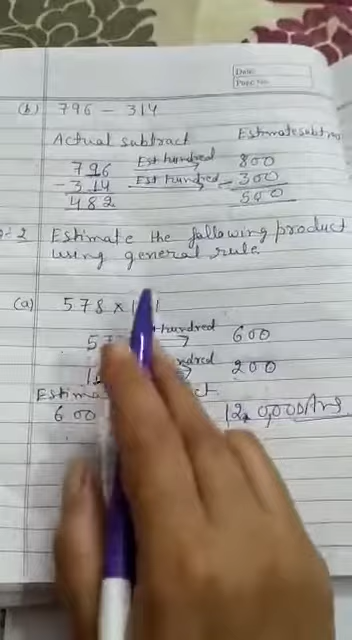 Date:
Page No:
(b) 796 - 314
Actual subtract Estimate subtract
796 Est hundred 800
- 314 Est hundred - 300
482 500
Estimate the following product
using general rule
(a) 578 ×
hundred 600
200
600 12,0,000 Ans